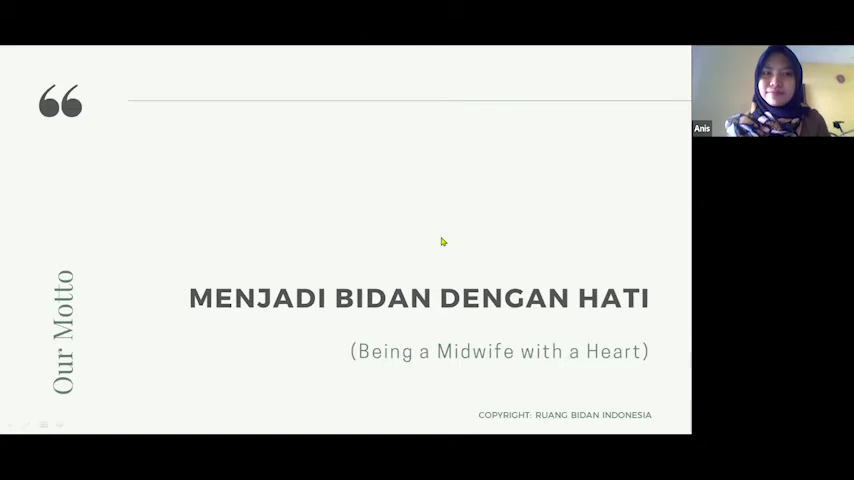 “
Our Motto
MENJADI BIDAN DENGAN HATI
(Being a Midwife with a Heart)
COPYRIGHT: RUANG BIDAN INDONESIA
Anis